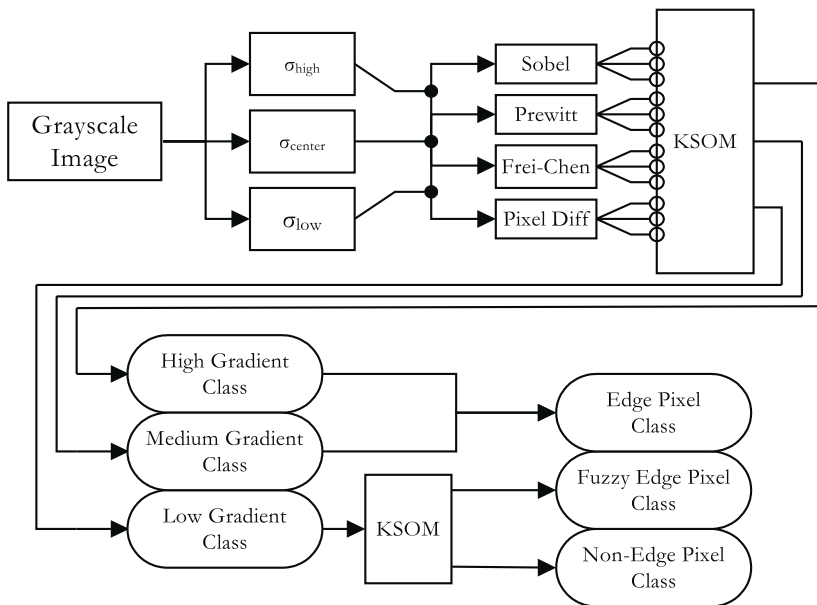 Grayscale
Image
σhigh
σcenter
σlow
Sobel
Prewitt
Frei-Chen
Pixel Diff
KSOM
High Gradient
Class
Medium Gradient
Class
Low Gradient
Class
KSOM
Edge Pixel
Class
Fuzzy Edge Pixel
Class
Non-Edge Pixel
Class